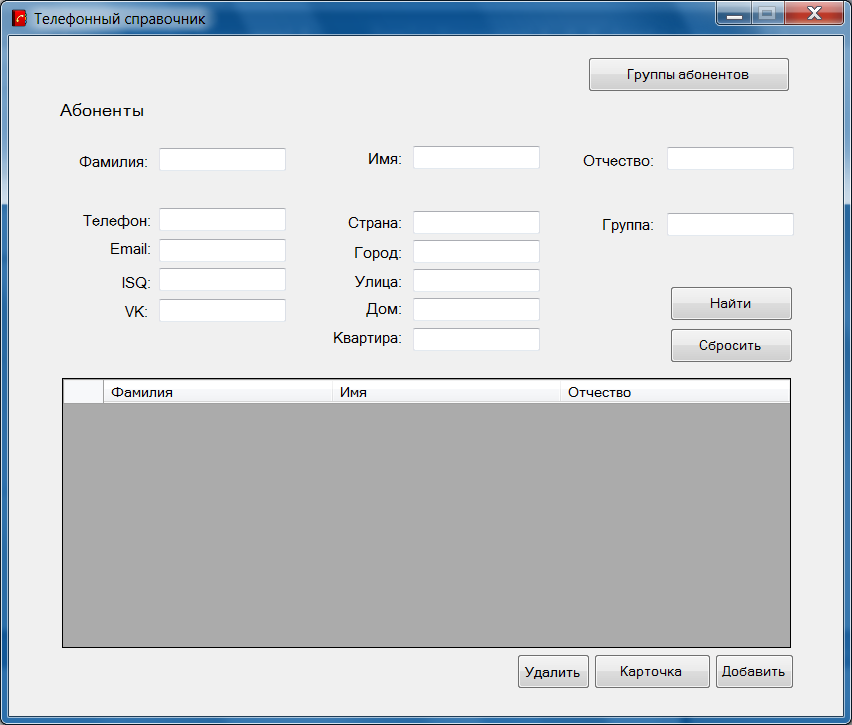 Телефонный справочник
Группы абонентов
Абоненты
Фамилия: Имя: Отчество:
Телефон: Страна: Группа:
Email: Город:
ISQ: Улица:
VK: Дом: Найти
Квартира: Сбросить
Фамилия Имя Отчество
Удалить Карточка Добавить